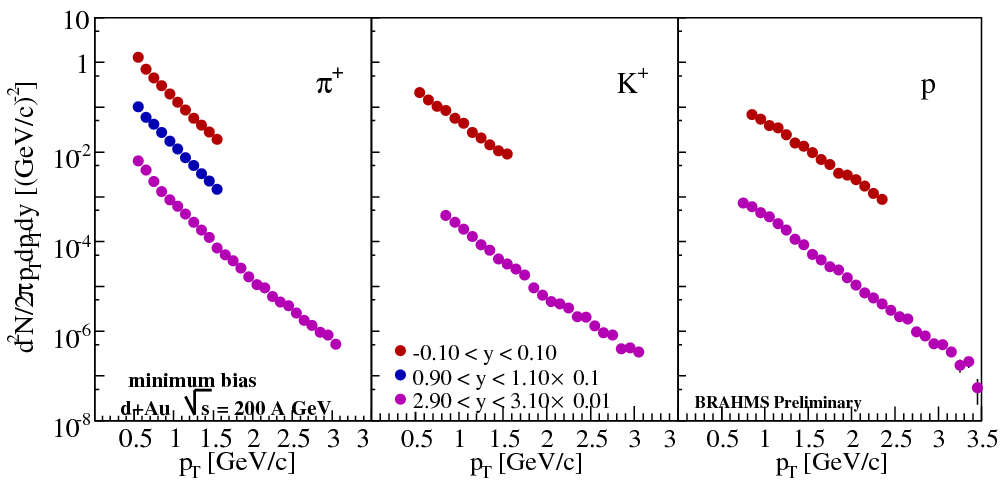 10
1
10^-2
10^-4
10^-6
10^-8
d^2N/2πp_Tdp_Tdy [(GeV/c)^-2]
π^+
K^+
p
-0.10 < y < 0.10
0.90 < y < 1.10× 0.1
2.90 < y < 3.10× 0.01
minimum bias
d+Au √s = 200 A GeV
BRAHMS Preliminary
0.5 1 1.5 2 2.5 3 3
0.5 1 1.5 2 2.5 3
0.5 1 1.5 2 2.5 3 3.5
p_T [GeV/c]
p_T [GeV/c]
p_T [GeV/c]